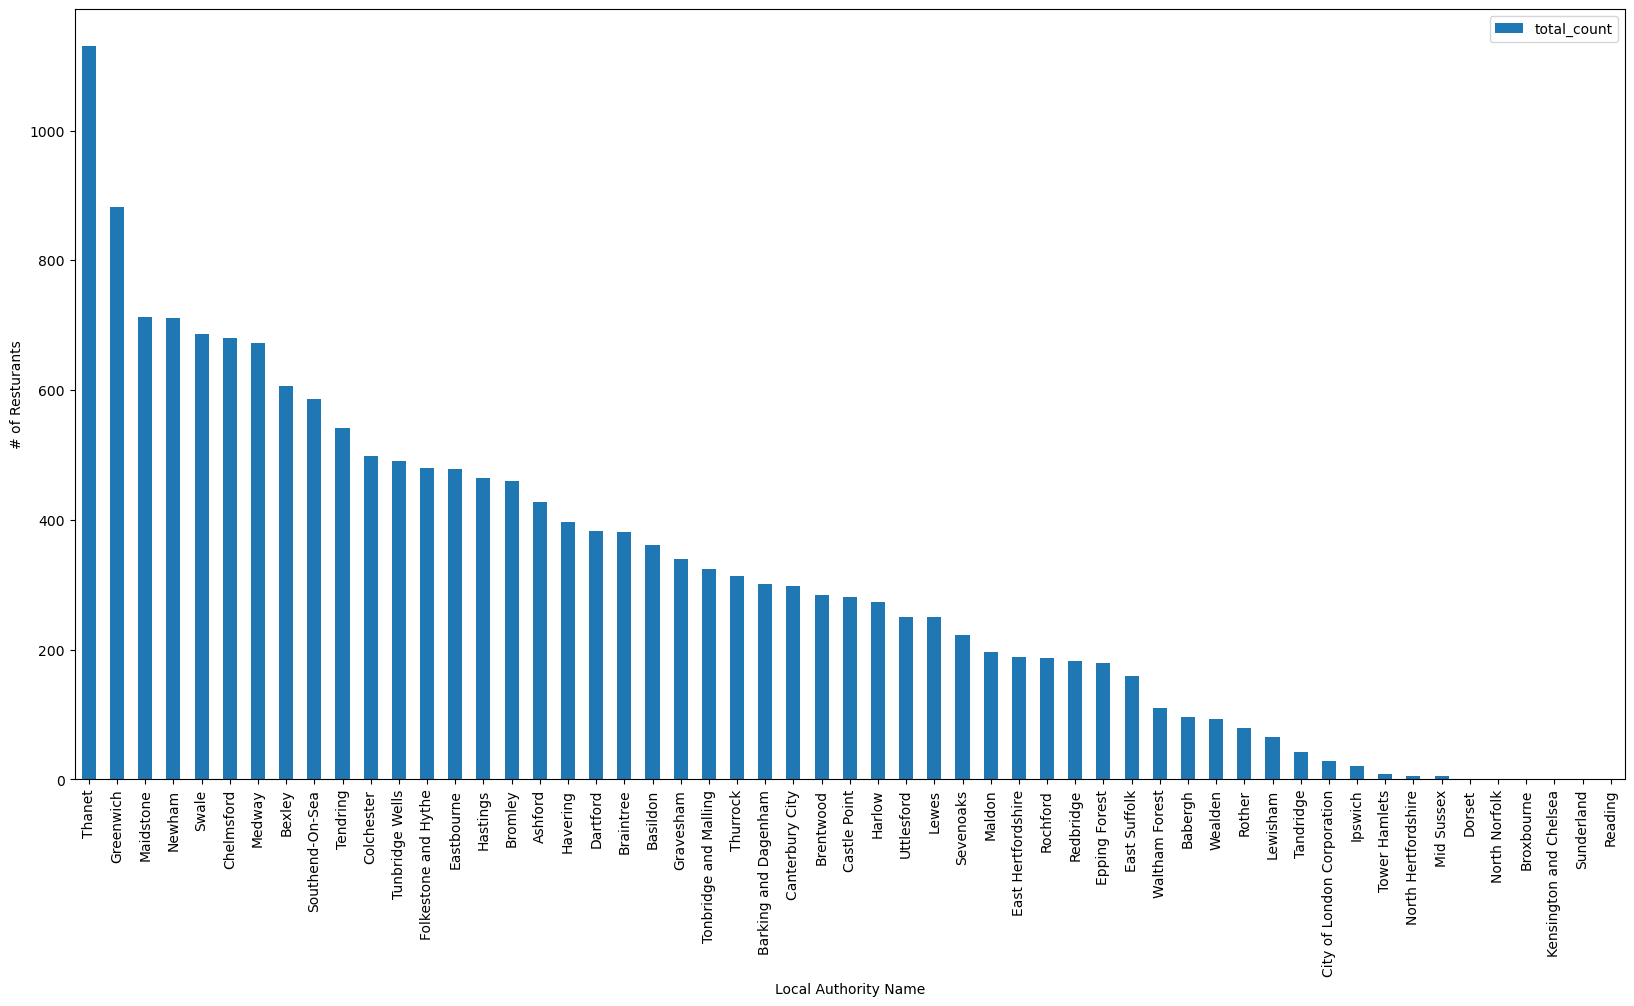 total_count
1000
800
600
400
200
0
# of Resturants
Thanet
Greenwich
Maidstone
Newham
Swale
Chelmsford
Medway
Bexley
Southend-On-Sea
Tendring
Colchester
Tunbridge Wells
Folkestone and Hythe
Eastbourne
Hastings
Bromley
Ashford
Havering
Dartford
Braintree
Basildon
Gravesham
Tonbridge and Malling
Thurrock
Barking and Dagenham
Canterbury City
Brentwood
Castle Point
Harlow
Uttlesford
Lewes
Sevenoaks
Maldon
East Hertfordshire
Rochford
Redbridge
Epping Forest
East Suffolk
Waltham Forest
Babergh
Wealden
Rother
Lewisham
Tandridge
City of London Corporation
Ipswich
Tower Hamlets
North Hertfordshire
Mid Sussex
Dorset
North Norfolk
Broxbourne
Kensington and Chelsea
Sunderland
Reading
Local Authority Name